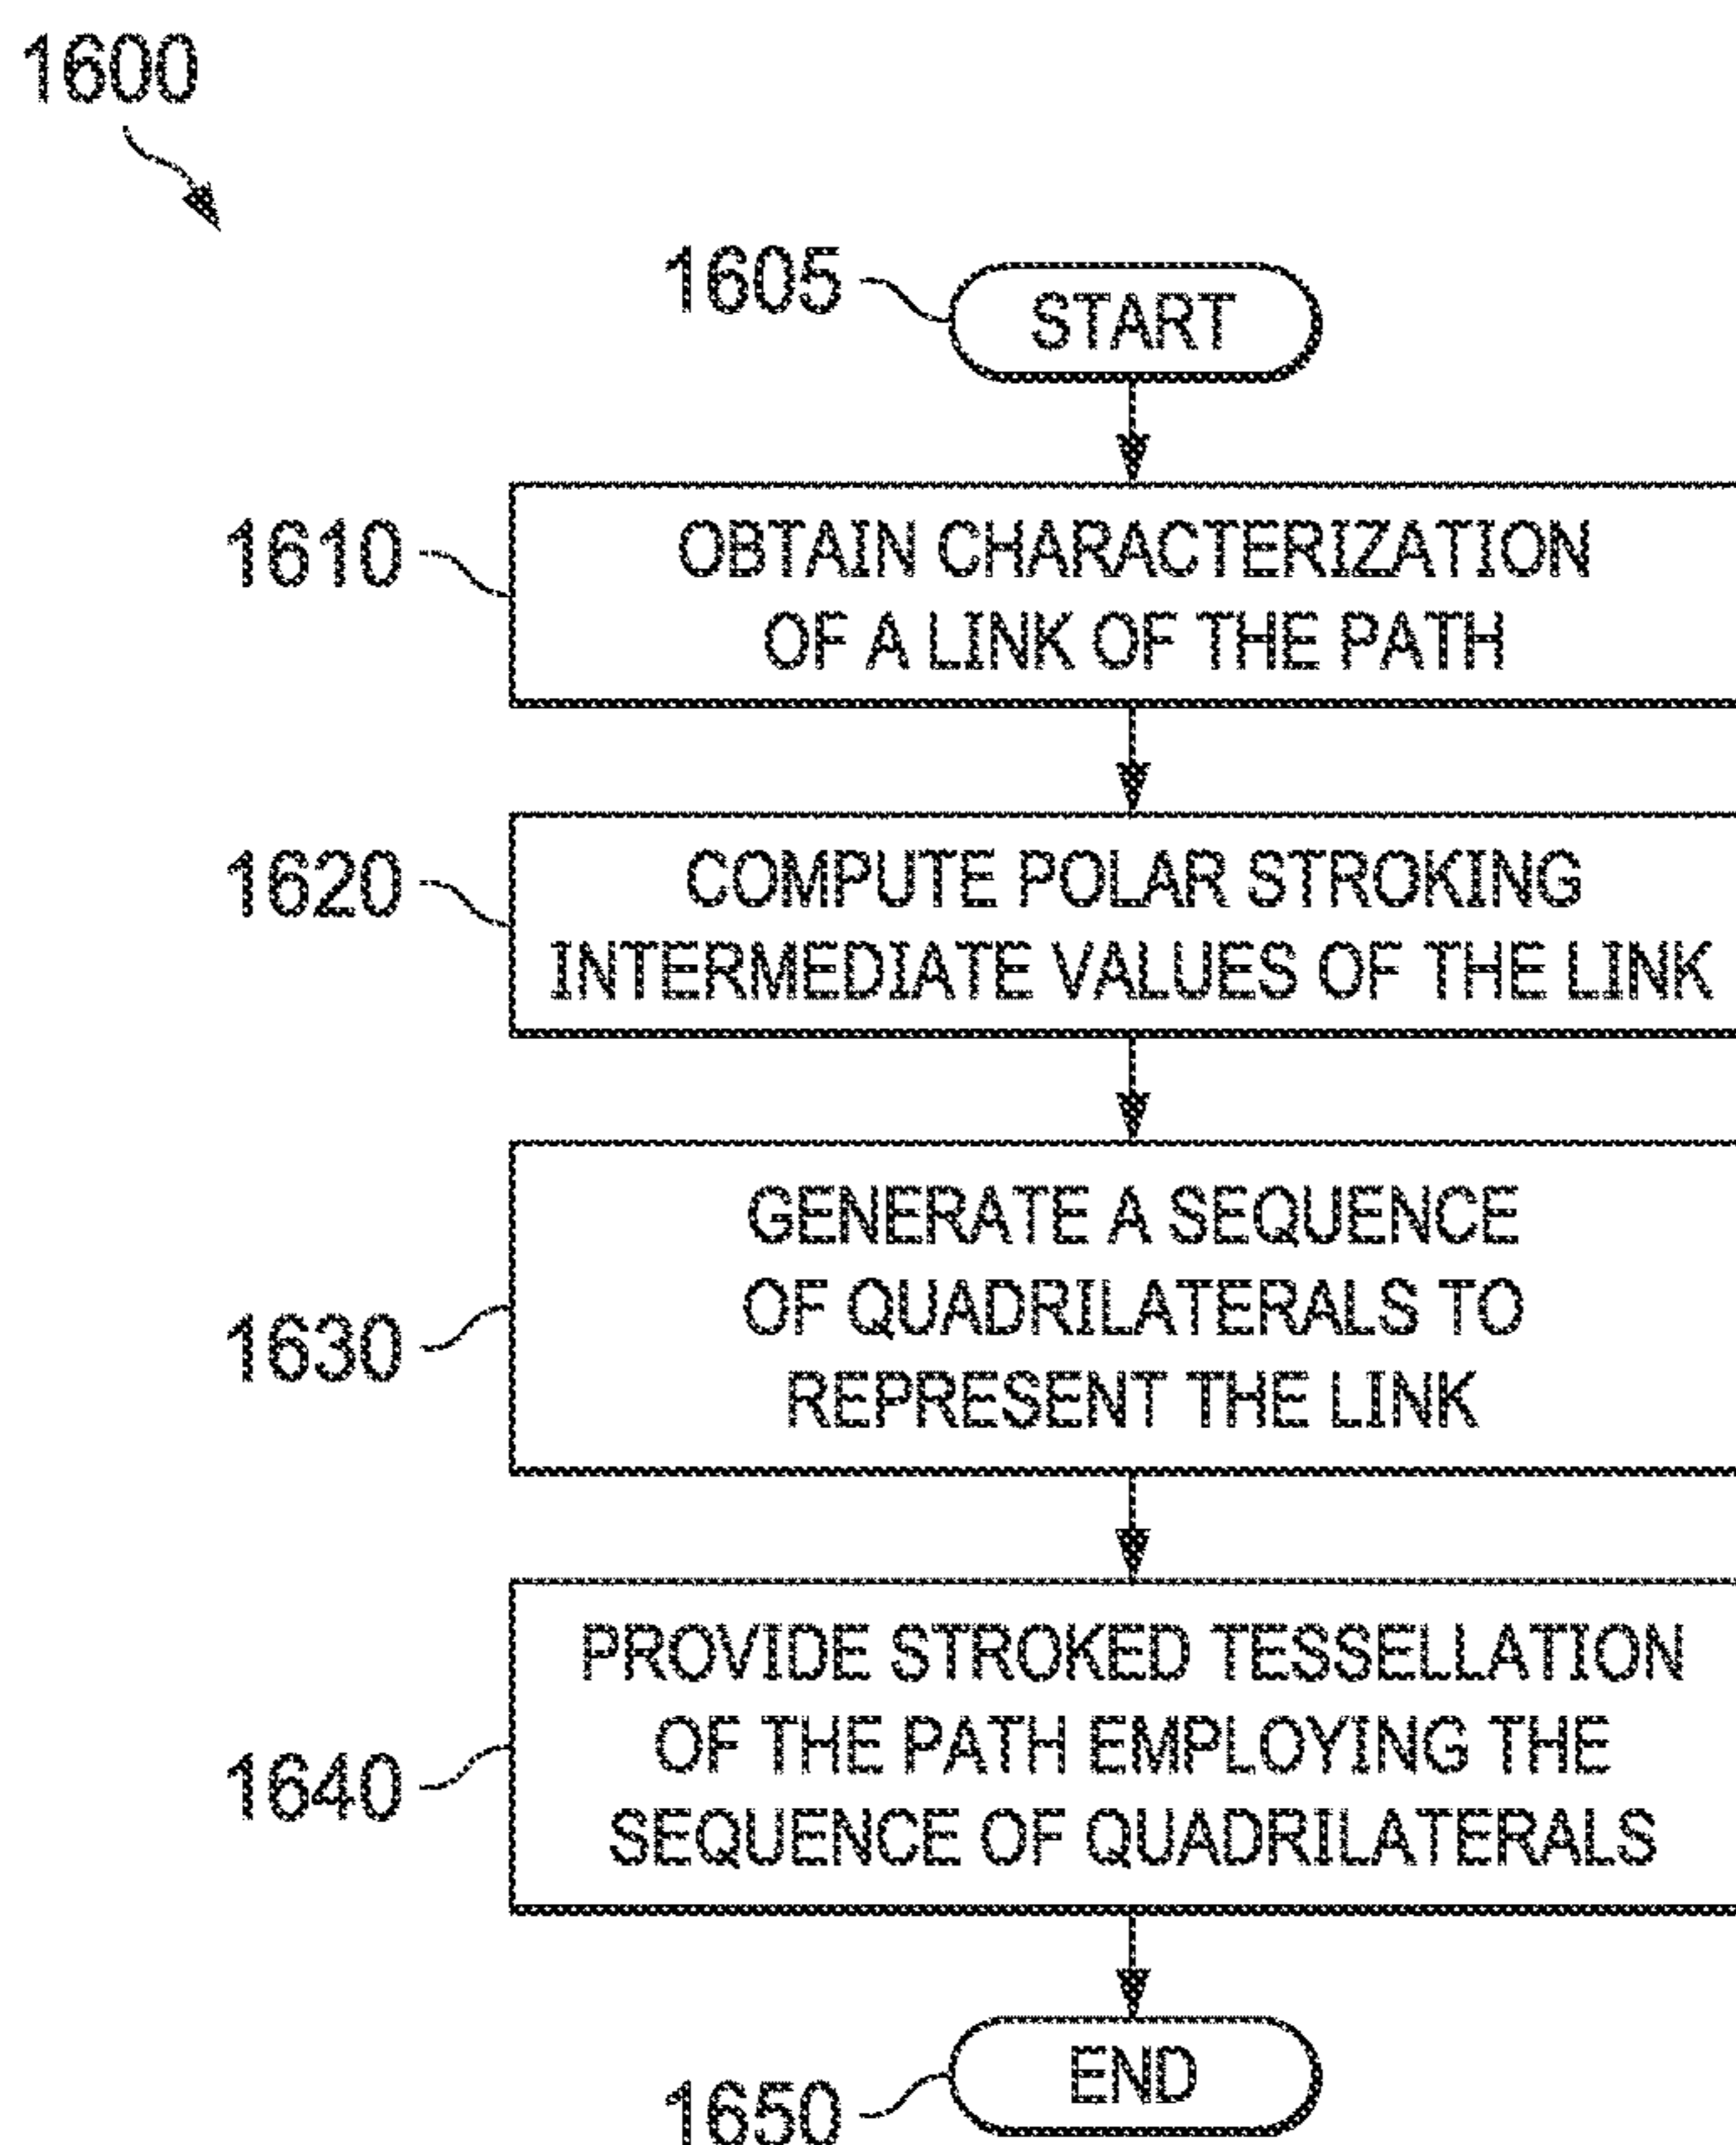 1600
1605
START
1610
OBTAIN CHARACTERIZATION
OF A LINK OF THE PATH
1620
COMPUTE POLAR STROKING
INTERMEDIATE VALUES OF THE LINK
1630
GENERATE A SEQUENCE
OF QUADRILATERALS TO
REPRESENT THE LINK
1640
PROVIDE STROKED TESSELLATION
OF THE PATH EMPLOYING THE
SEQUENCE OF QUADRILATERALS
1650
END